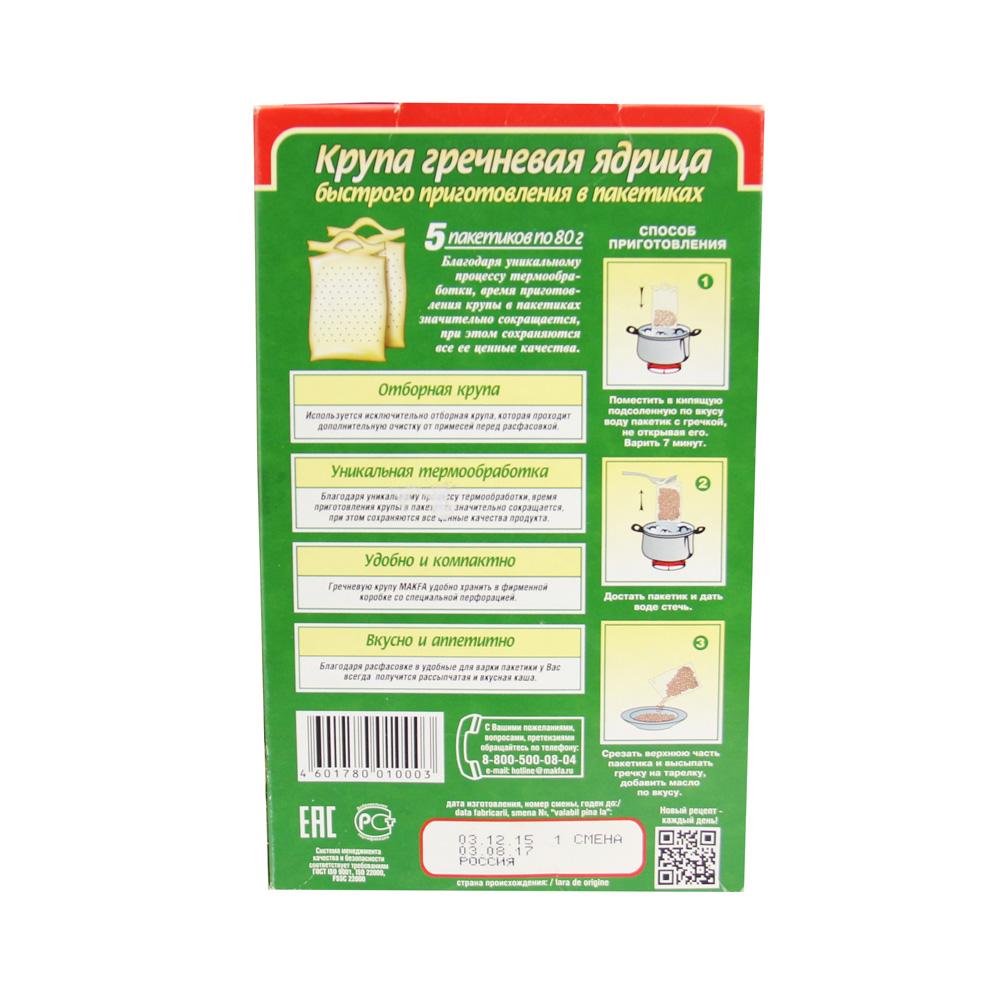 Крупа гречневая ядрица
быстрого приготовления в пакетиках
5 пакетиков по 80 г
Благодаря уникальному
процессу термообра-
ботки, время приготов-
ления крупы в пакетиках
значительно сокращается,
при этом сохраняются
все ее ценные качества.
Отборная крупа
Используется исключительно отборная крупа, которая проходит
дополнительную очистку от примесей перед расфасовкой.
Уникальная термообработка
Благодаря уникальному процессу термообработки, время
приготовления крупы в пакетиках значительно сокращается,
при этом сохраняются все ценные качества продукта.
Удобно и компактно
Гречневую крупу MAKFA удобно хранить в фирменной
коробке со специальной перфорацией.
Вкусно и аппетитно
Благодаря расфасовке в удобные для варки пакетики у Вас
всегда получится рассыпчатая и вкусная каша.
СПОСОБ
ПРИГОТОВЛЕНИЯ
1
Поместить в кипящую
подсоленную по вкусу
воду пакетик с гречкой,
не открывая его.
Варить 7 минут.
2
Достать пакетик и дать
воде стечь.
3
Срезать верхнюю часть
пакетика и высыпать
гречку на тарелку,
добавить масло
по вкусу.
4 601780 010003
С Вашими пожеланиями,
вопросами, претензиями
обращайтесь по телефону:
8-800-500-08-04
e-mail: hotline@makfa.ru
EAC
РСТ
Система менеджмента
качества и безопасности
соответствует требованиям
ГОСТ ISO 9001, ISO 22000,
FSSC 22000
дата изготовления, номер смены, годен до:/
data fabricarii, smena №, "valabil pina la":
03.12.15 1 СМЕНА
03.08.17
РОССИЯ
страна происхождения: / tara de origine
Новый рецепт -
каждый день!